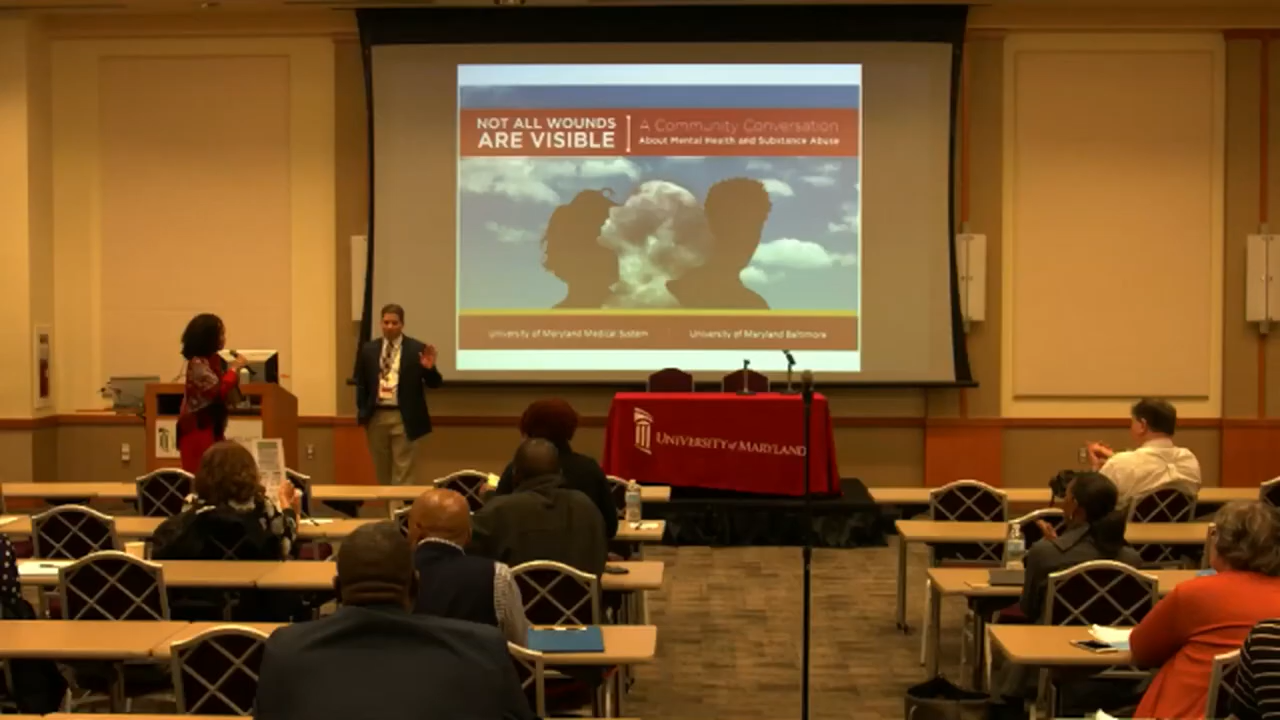 NOT ALL WOUNDS
ARE VISIBLE
A Community Conversation
About Mental Health and Substance Abuse
University of Maryland Medical System
University of Maryland Baltimore
UNIVERSITY of MARYLAND